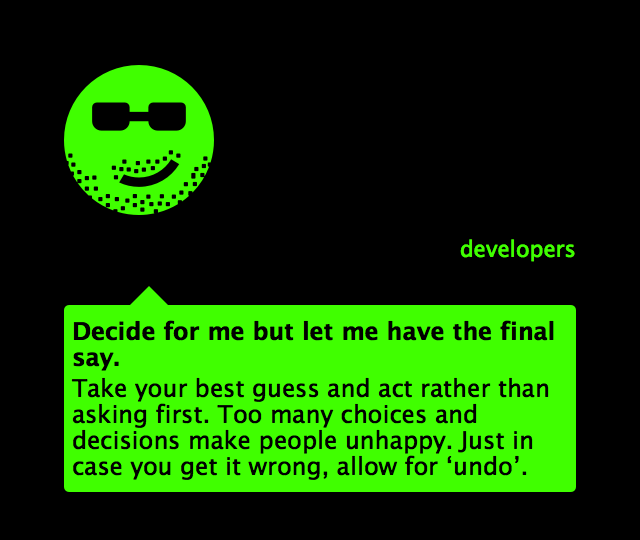 developers
Decide for me but let me have the final
say.
Take your best guess and act rather than
asking first. Too many choices and
decisions make people unhappy. Just in
case you get it wrong, allow for ‘undo’.